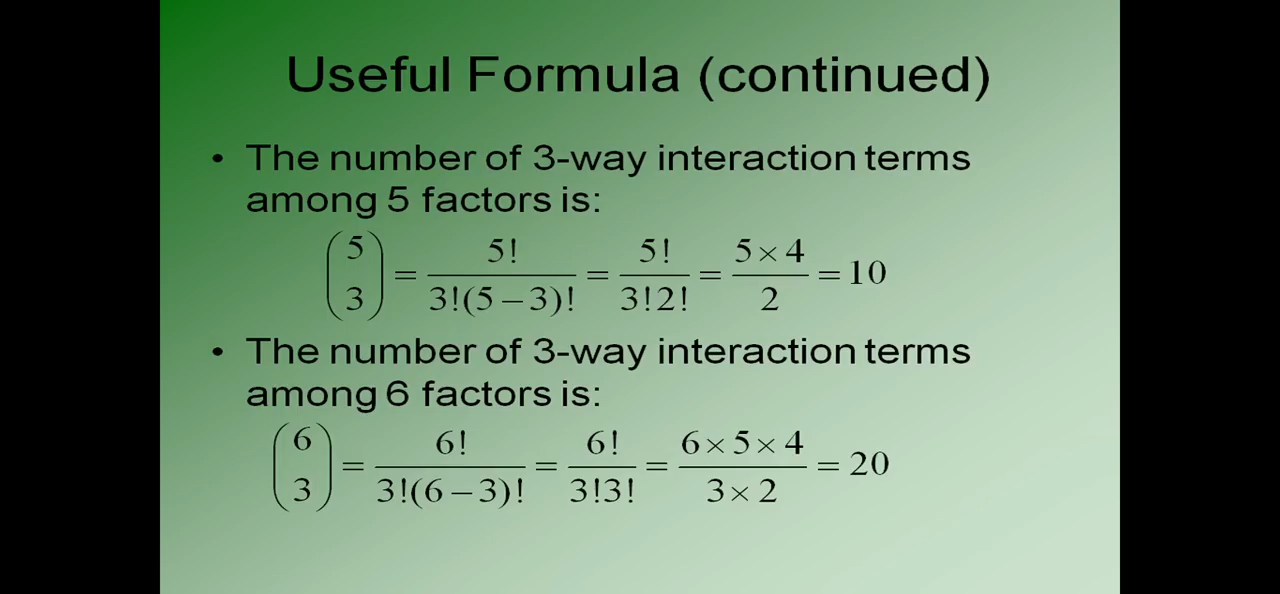 Useful Formula (continued)
• The number of 3-way interaction terms
among 5 factors is:
(5 3) = 5!/3!(5−3)! = 5!/3!2! = 5×4/2 = 10
• The number of 3-way interaction terms
among 6 factors is:
(6 3) = 6!/3!(6−3)! = 6!/3!3! = 6×5×4/3×2 = 20